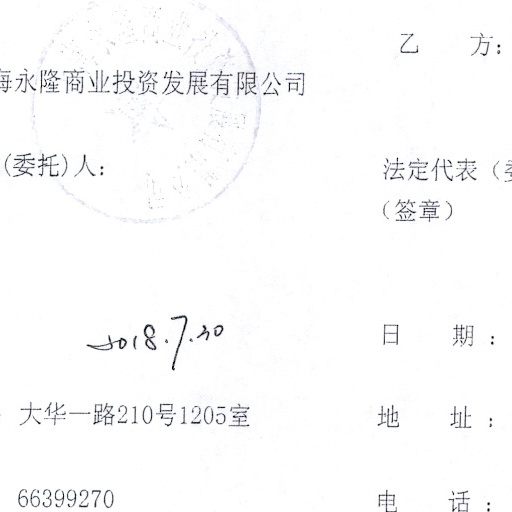 乙 方:
海永隆商业投资发展有限公司
(委托)人:
法定代表（委
（签章）
2018.7.30
日 期：
大华一路210号1205室
地 址：
66399270
电 话：